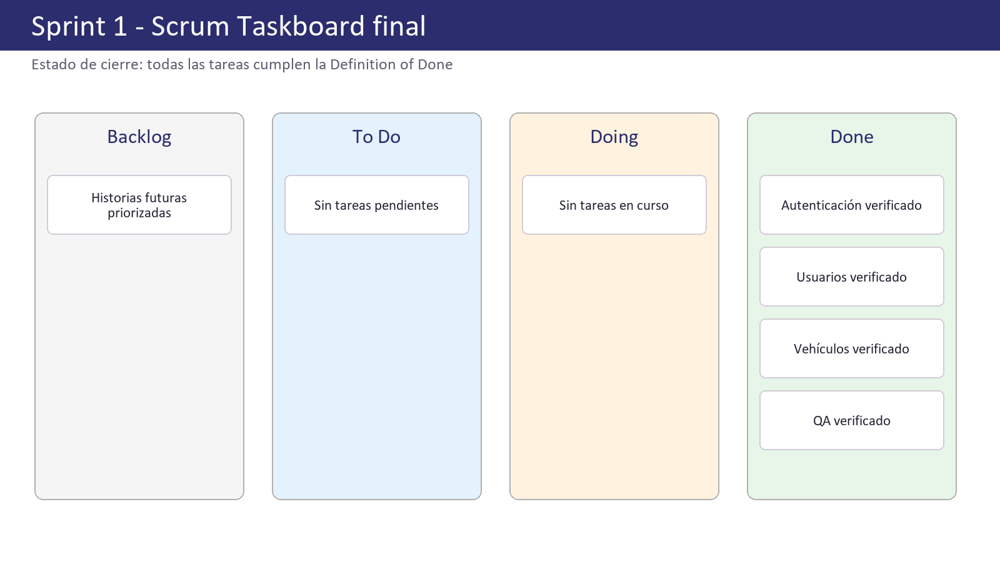 Sprint 1 - Scrum Taskboard final
Estado de cierre: todas las tareas cumplen la Definition of Done
Backlog
Historias futuras
priorizadas
To Do
Sin tareas pendientes
Doing
Sin tareas en curso
Done
Autenticación verificado
Usuarios verificado
Vehículos verificado
QA verificado